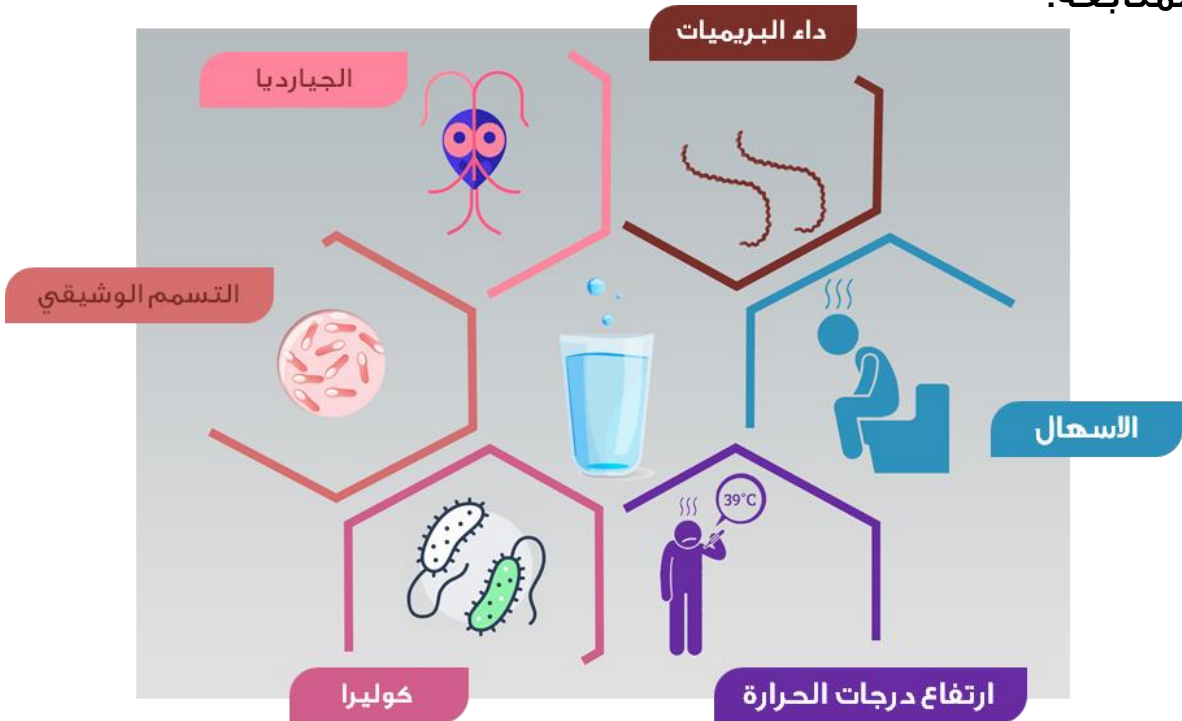 داء البريميات
الجيارديا
التسمم الوشيقي
الاسهال
39°C
كوليرا
ارتفاع درجات الحرارة